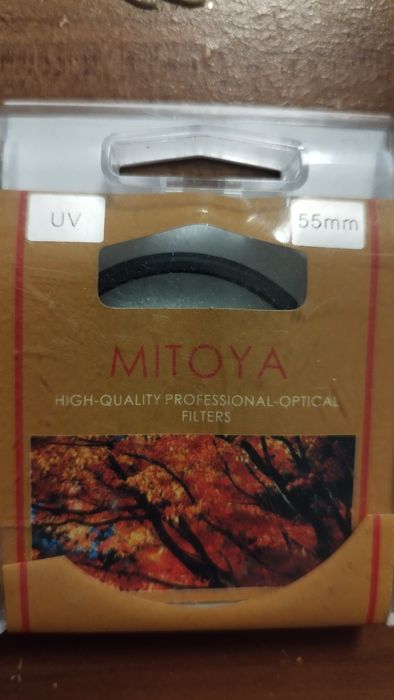 UV
55mm
MITOYA
HIGH-QUALITY PROFESSIONAL-OPTICAL
FILTERS